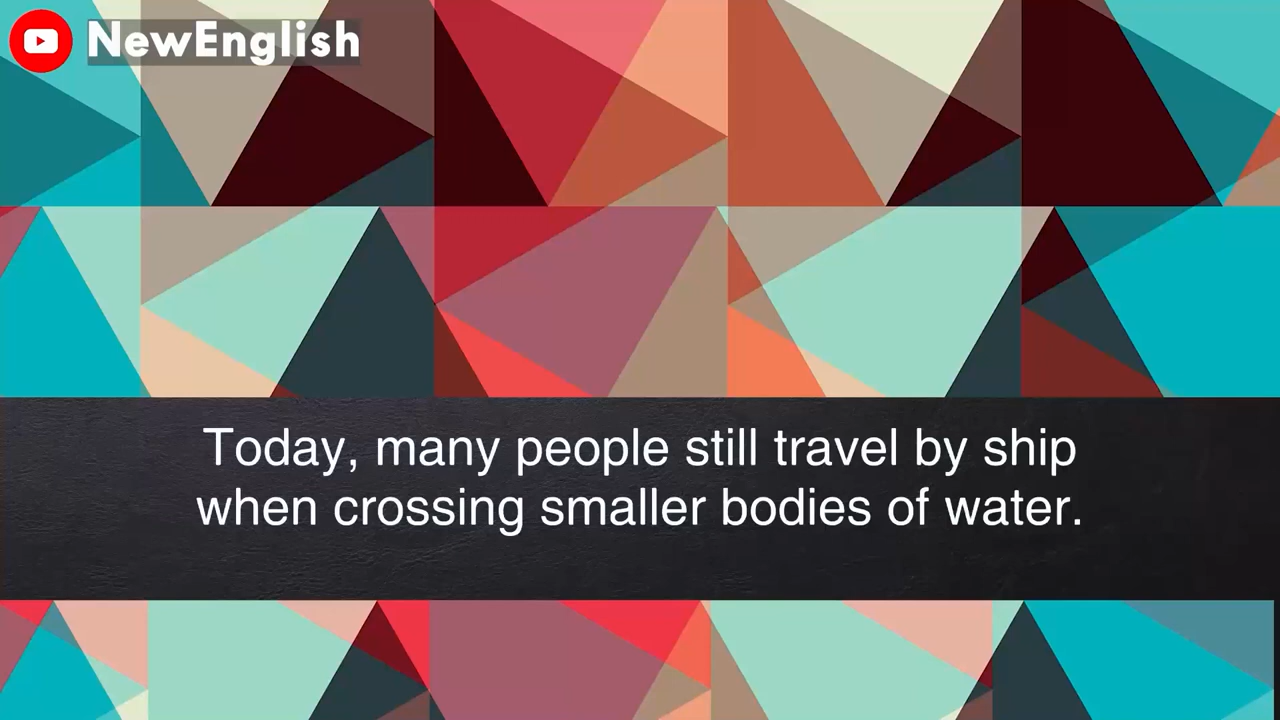 NewEnglish
Today, many people still travel by ship
when crossing smaller bodies of water.